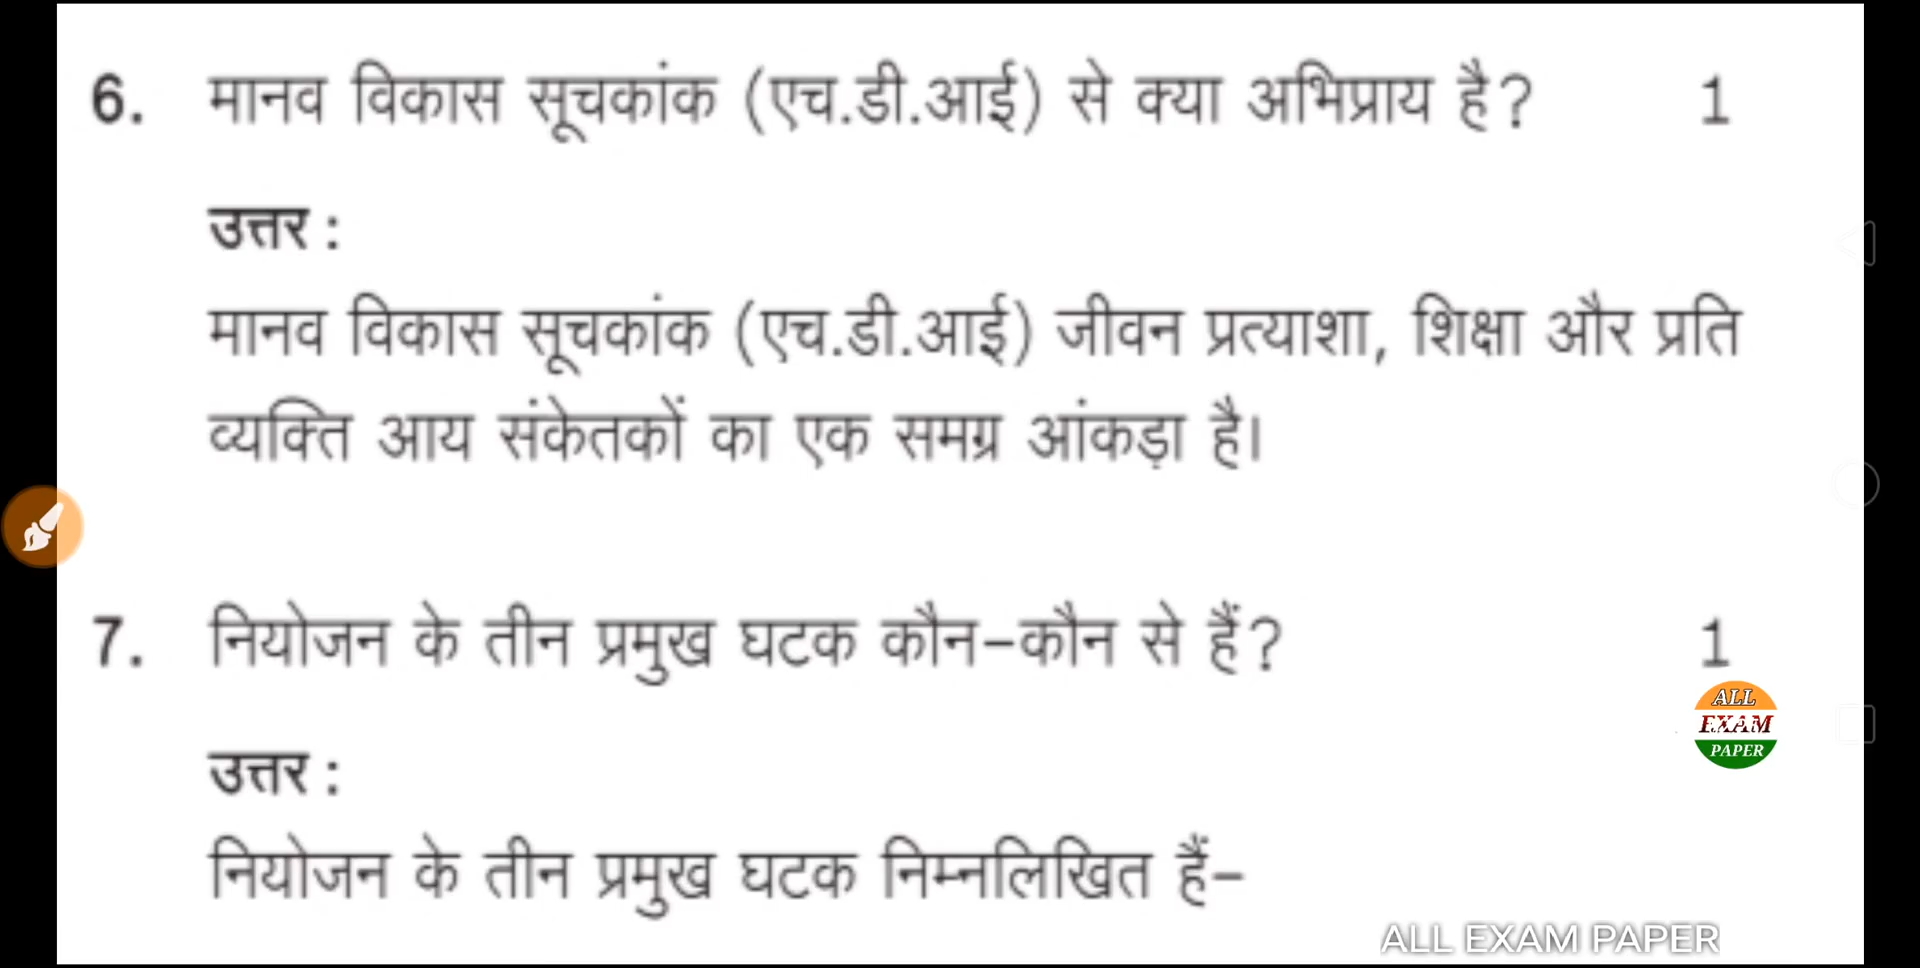 6. मानव विकास सूचकांक (एच.डी.आई) से क्या अभिप्राय है? 1
उत्तर :
मानव विकास सूचकांक (एच.डी.आई) जीवन प्रत्याशा, शिक्षा और प्रति
व्यक्ति आय संकेतकों का एक समग्र आंकड़ा है।
7. नियोजन के तीन प्रमुख घटक कौन-कौन से हैं? 1
ALL
EXAM
PAPER
उत्तर :
नियोजन के तीन प्रमुख घटक निम्नलिखित हैं-
ALL EXAM PAPER